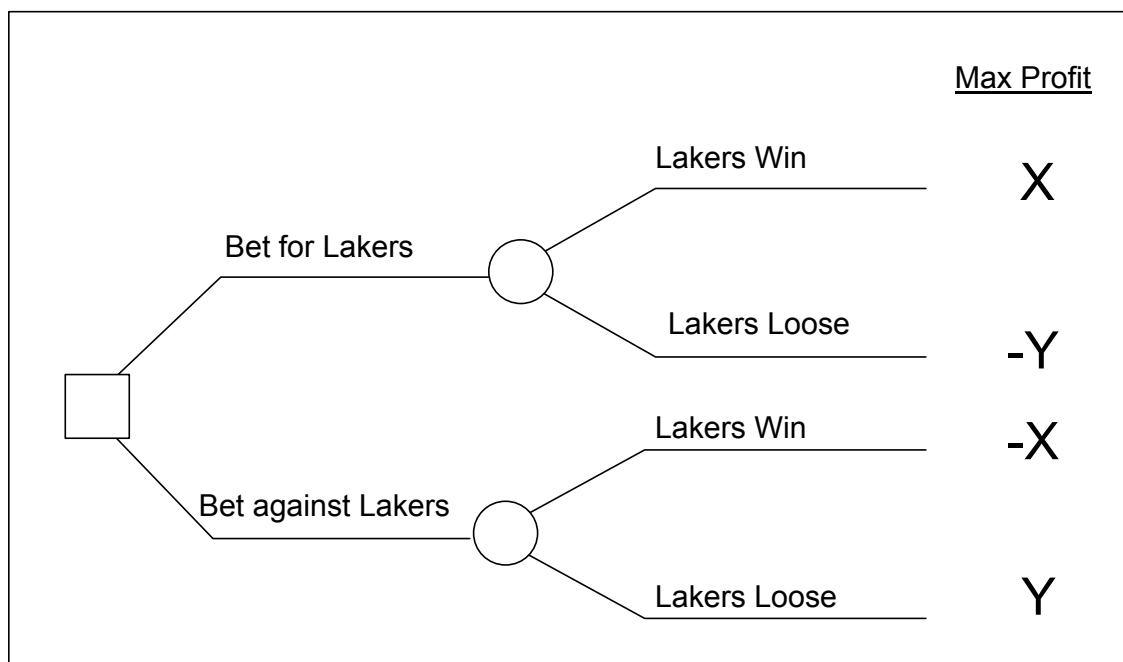 Max Profit
Lakers Win
X
Bet for Lakers
Lakers Loose
-Y
Lakers Win
-X
Bet against Lakers
Lakers Loose
Y